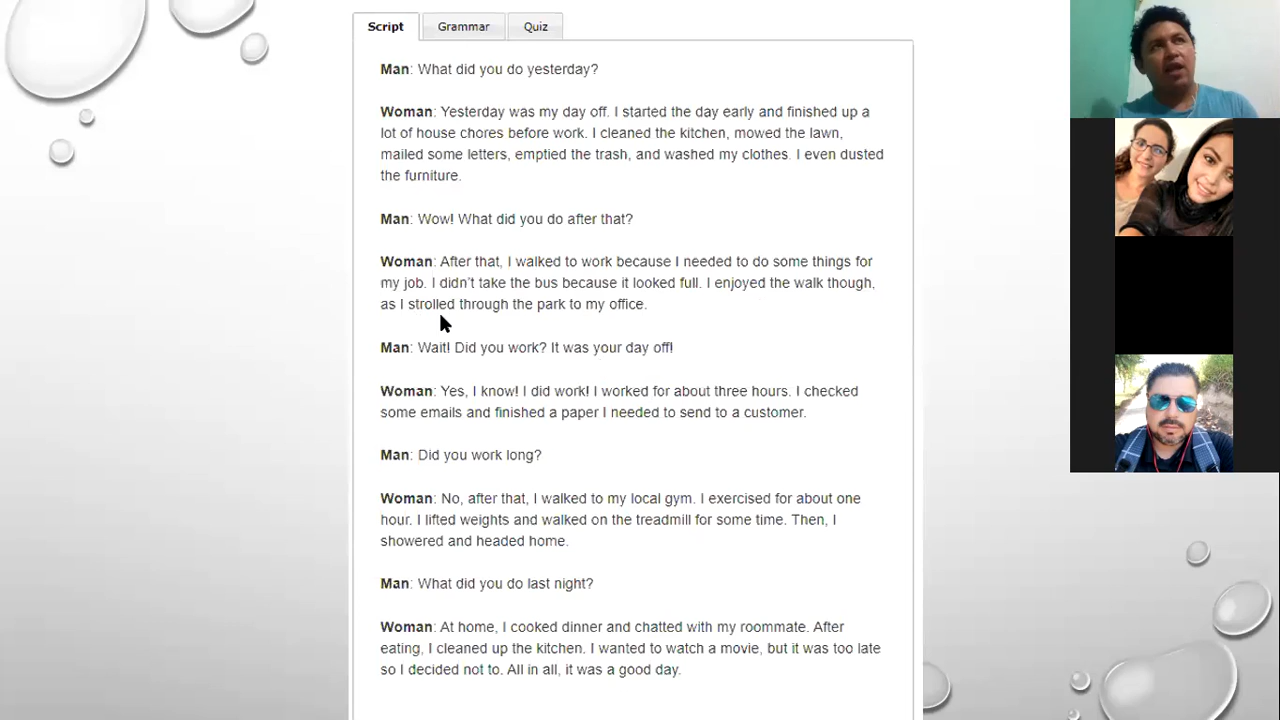 Script
Grammar
Quiz
Man: What did you do yesterday?
Woman: Yesterday was my day off. I started the day early and finished up a
lot of house chores before work. I cleaned the kitchen, mowed the lawn,
mailed some letters, emptied the trash, and washed my clothes. I even dusted
the furniture.
Man: Wow! What did you do after that?
Woman: After that, I walked to work because I needed to do some things for
my job. I didn't take the bus because it looked full. I enjoyed the walk though,
as I strolled through the park to my office.
Man: Wait! Did you work? It was your day off!
Woman: Yes, I know! I did work! I worked for about three hours. I checked
some emails and finished a paper I needed to send to a customer.
Man: Did you work long?
Woman: No, after that, I walked to my local gym. I exercised for about one
hour. I lifted weights and walked on the treadmill for some time. Then, I
showered and headed home.
Man: What did you do last night?
Woman: At home, I cooked dinner and chatted with my roommate. After
eating, I cleaned up the kitchen. I wanted to watch a movie, but it was too late
so I decided not to. All in all, it was a good day.